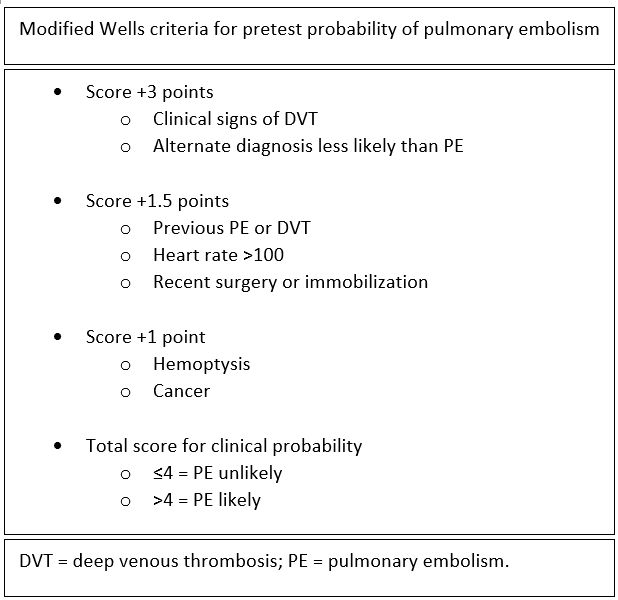 Modified Wells criteria for pretest probability of pulmonary embolism
• Score +3 points
o Clinical signs of DVT
o Alternate diagnosis less likely than PE
• Score +1.5 points
o Previous PE or DVT
o Heart rate >100
o Recent surgery or immobilization
• Score +1 point
o Hemoptysis
o Cancer
• Total score for clinical probability
o ≤4 = PE unlikely
o >4 = PE likely
DVT = deep venous thrombosis; PE = pulmonary embolism.